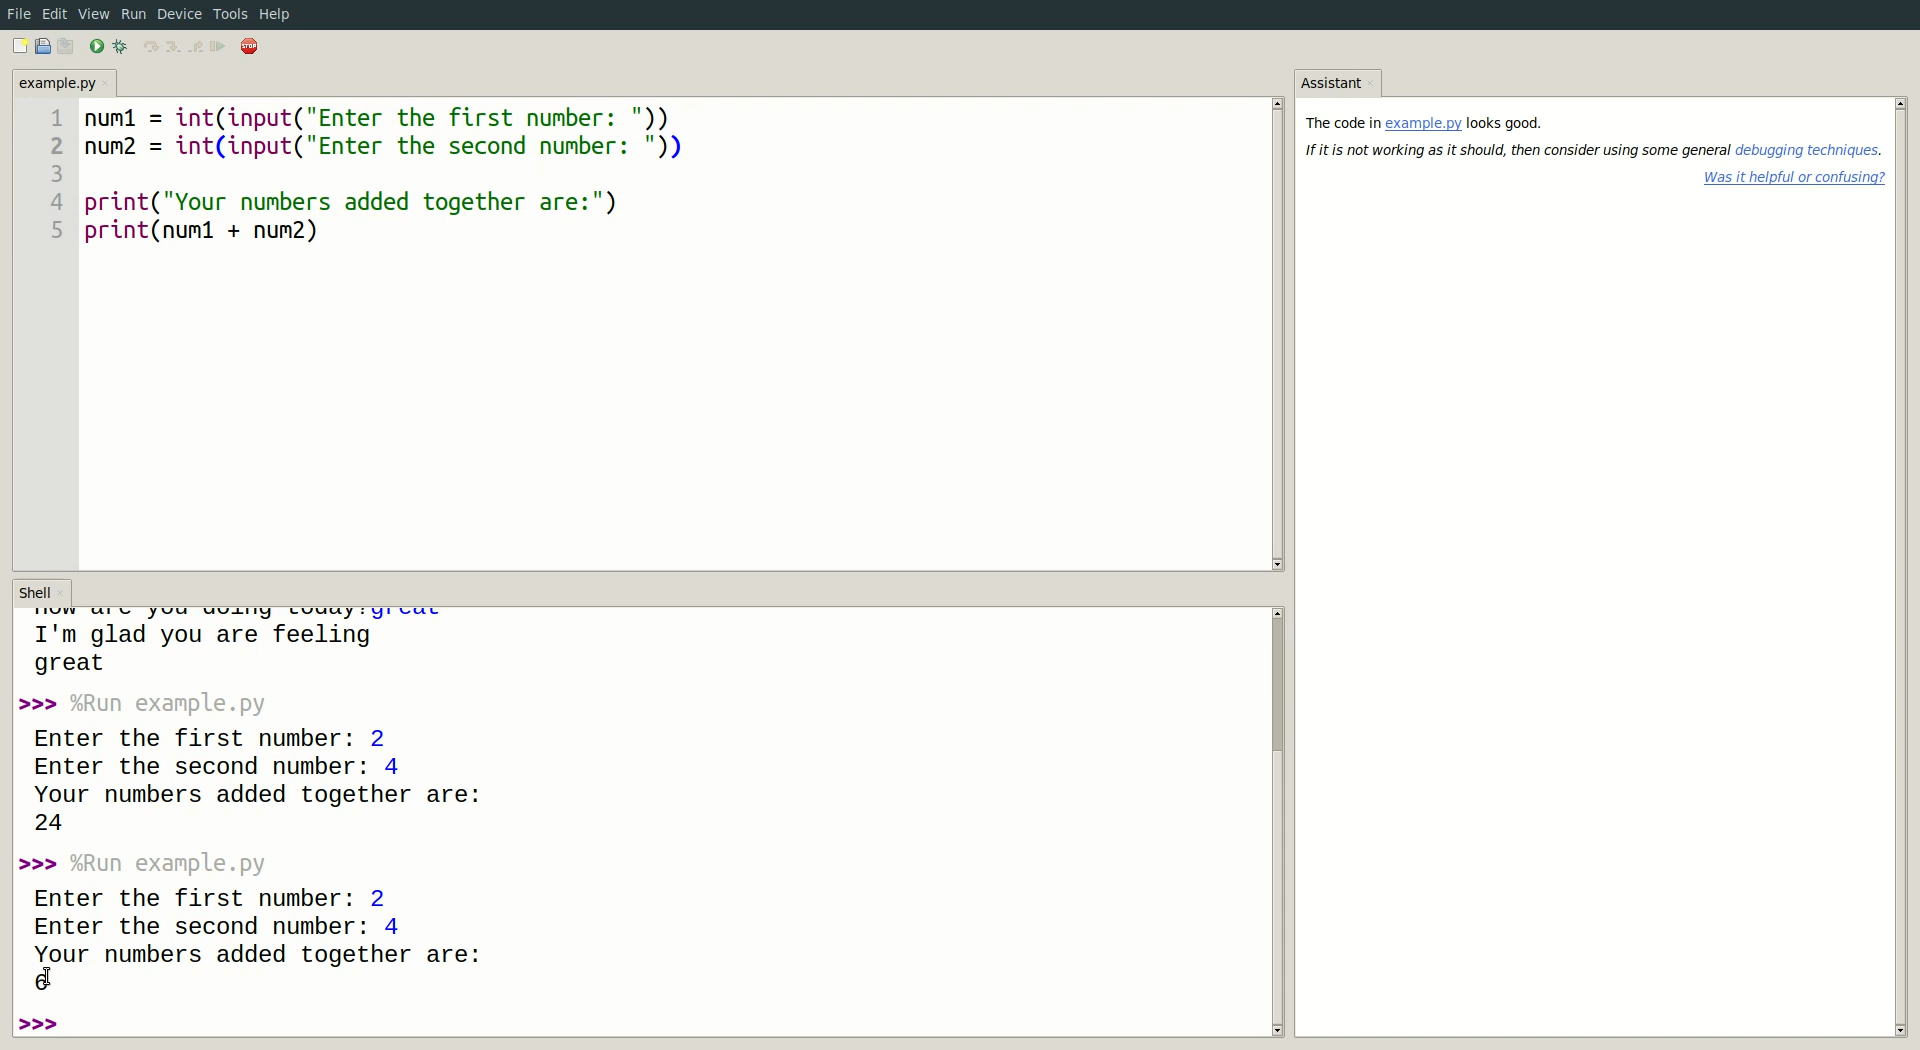 File Edit View Run Device Tools Help
STOP
example.py
1 num1 = int(input("Enter the first number: "))
2 num2 = int(input("Enter the second number: "))
3
4 print("Your numbers added together are:")
5 print(num1 + num2)
Shell
How are you doing today?great
I'm glad you are feeling
great
>>> %Run example.py
Enter the first number: 2
Enter the second number: 4
Your numbers added together are:
24
>>> %Run example.py
Enter the first number: 2
Enter the second number: 4
Your numbers added together are:
6
>>>
Assistant
The code in example.py looks good.
If it is not working as it should, then consider using some general debugging techniques.
Was it helpful or confusing?